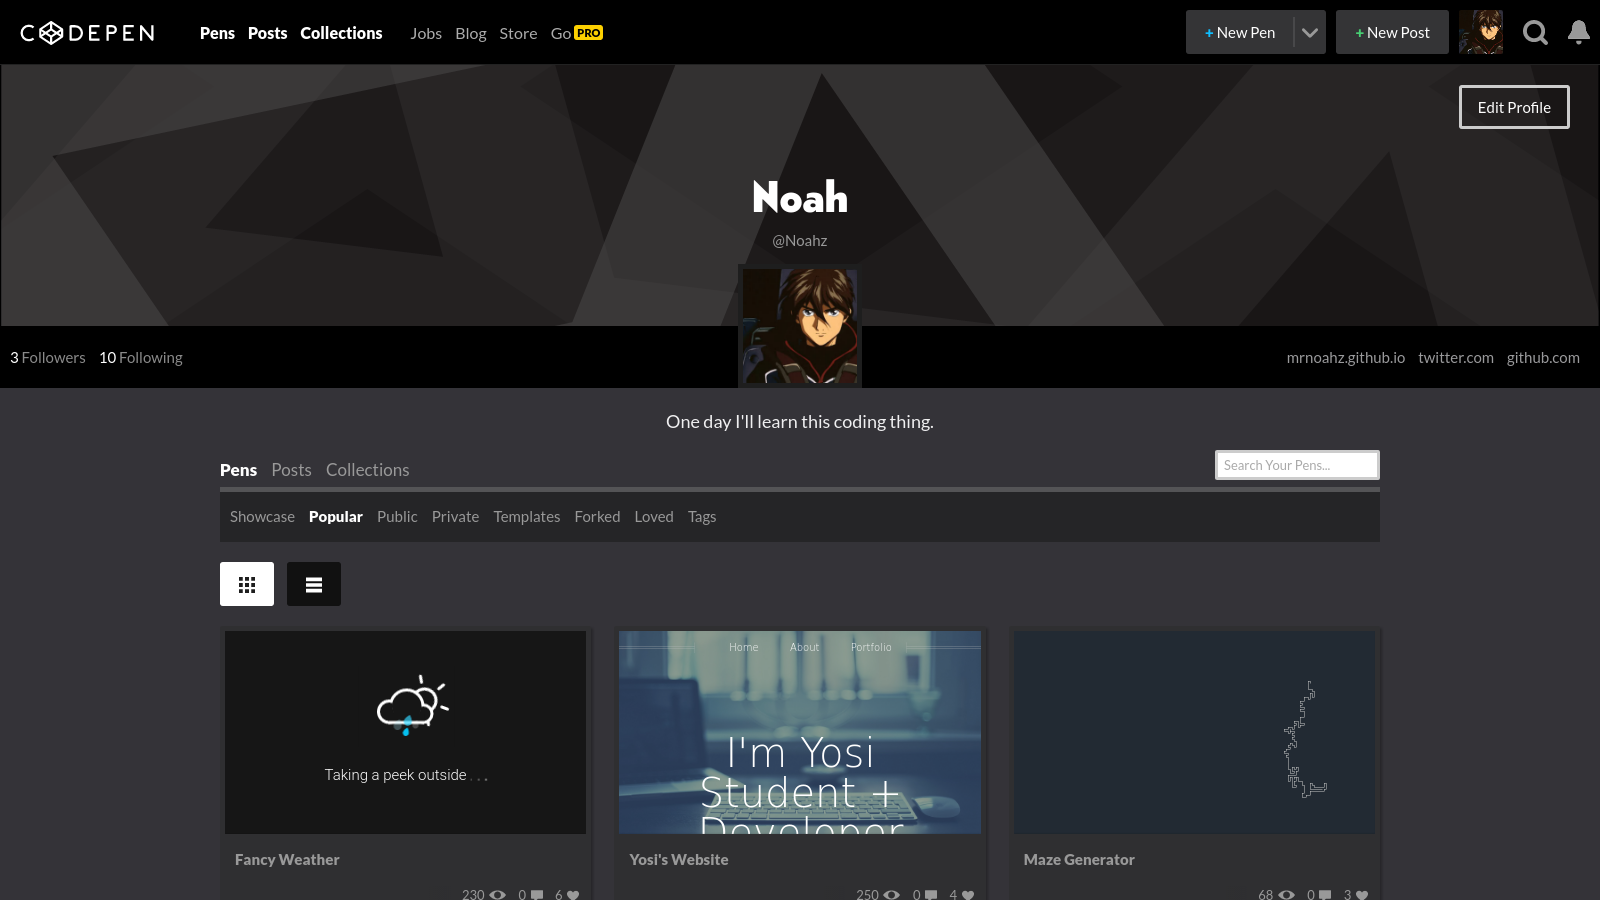 CODEPEN Pens Posts Collections Jobs Blog Store Go PRO + New Pen + New Post
Edit Profile
Noah
@Noahz
3 Followers 10 Following mrnoahz.github.io twitter.com github.com
One day I'll learn this coding thing.
Pens Posts Collections Search Your Pens...
Showcase Popular Public Private Templates Forked Loved Tags
Taking a peek outside . . .
Home About Portfolio
I'm Yosi
Student +
Developer
Fancy Weather Yosi's Website Maze Generator
230 0 6 250 0 4 68 0 3